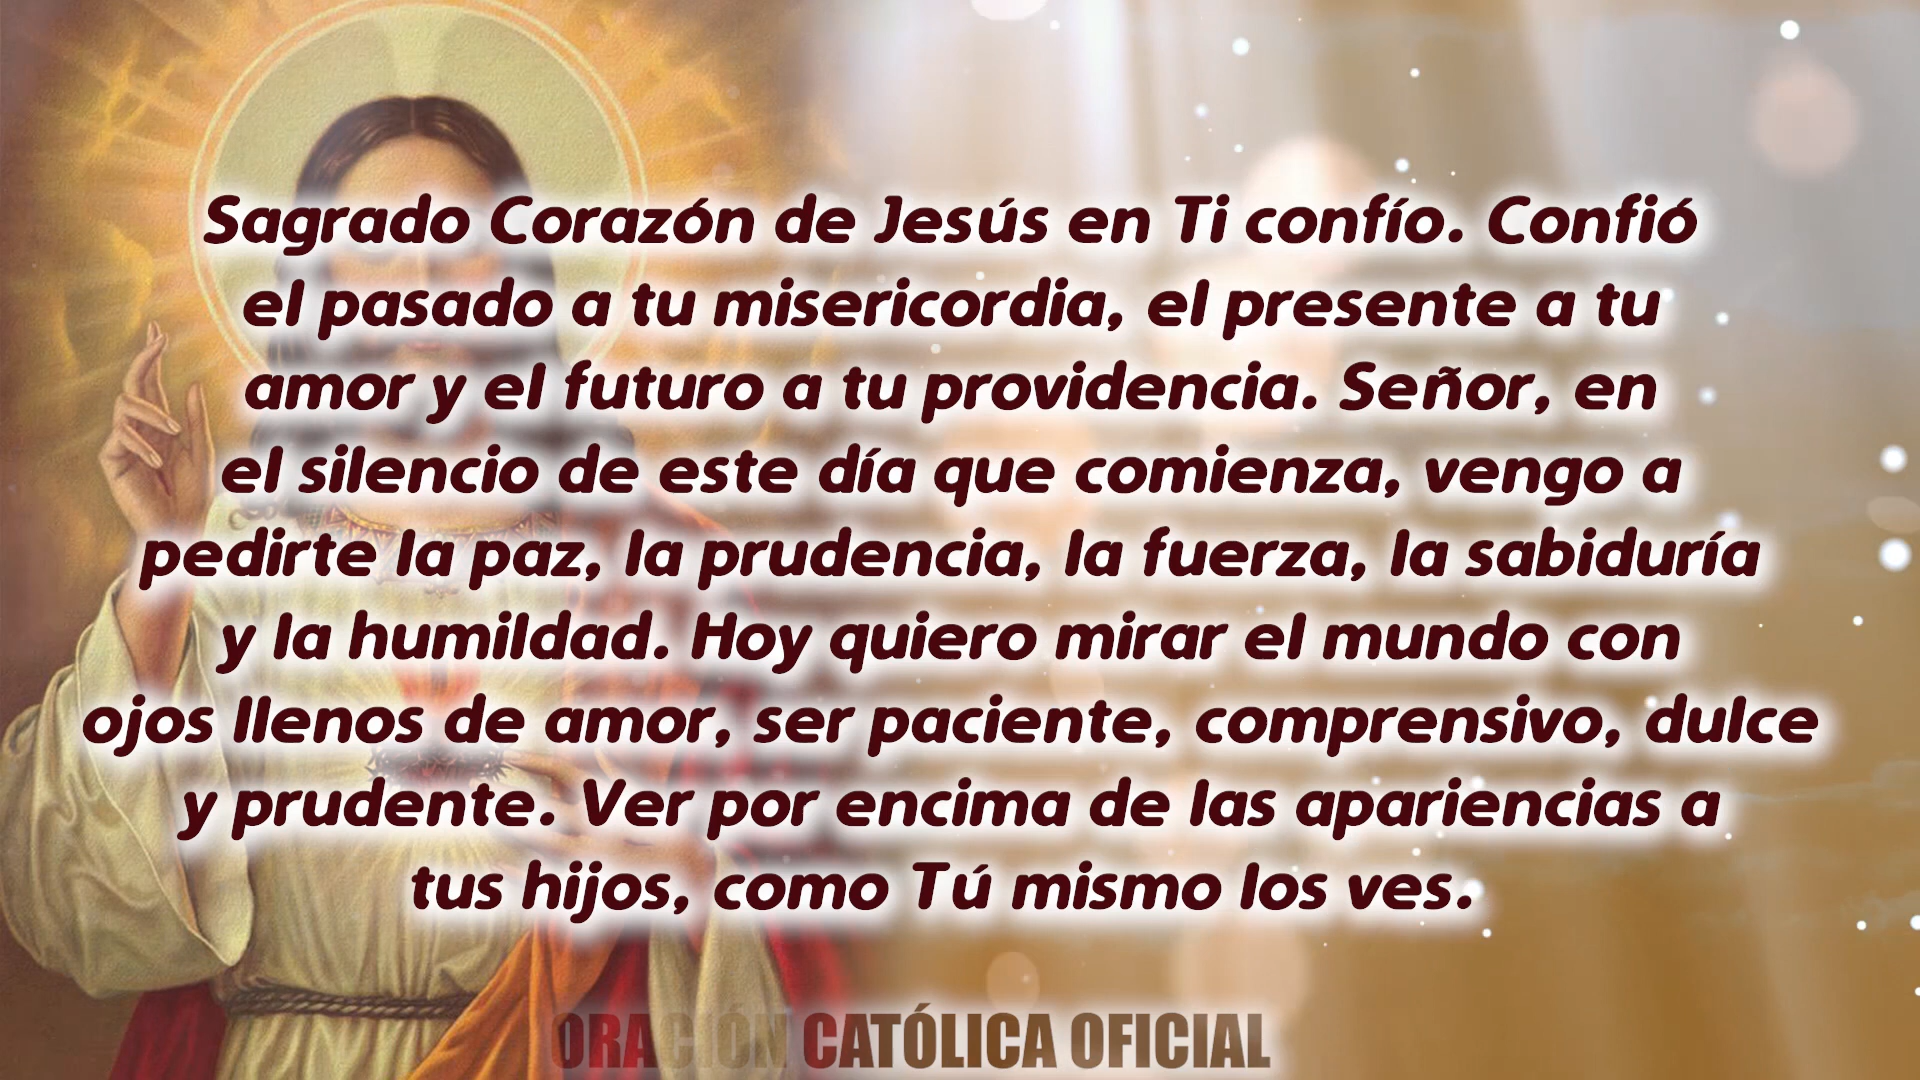 Sagrado Corazón de Jesús en Ti confío. Confió
el pasado a tu misericordia, el presente a tu
amor y el futuro a tu providencia. Señor, en
el silencio de este día que comienza, vengo a
pedirte la paz, la prudencia, la fuerza, la sabiduría
y la humildad. Hoy quiero mirar el mundo con
ojos llenos de amor, ser paciente, comprensivo, dulce
y prudente. Ver por encima de las apariencias a
tus hijos, como Tú mismo los ves.
ORACIÓN CATÓLICA OFICIAL